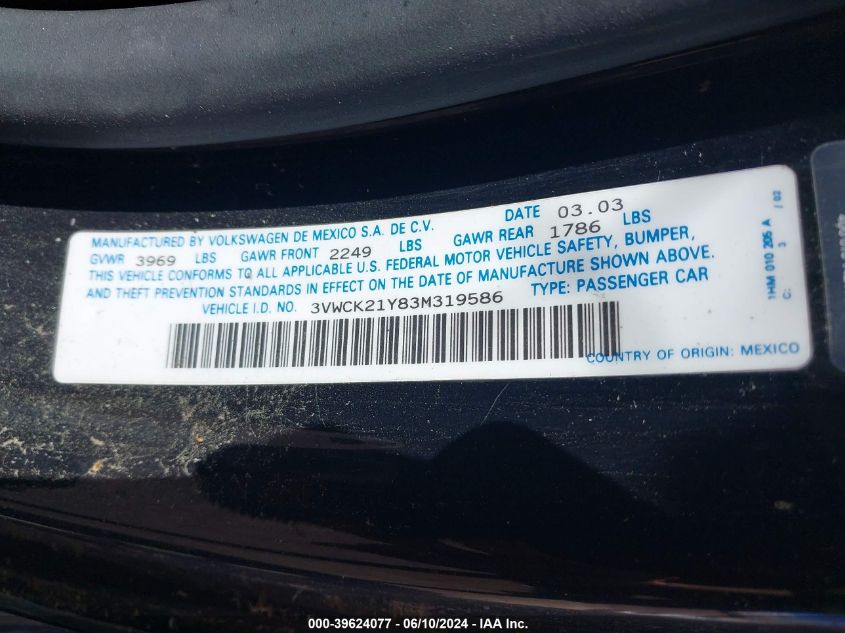 MANUFACTURED BY VOLKSWAGEN DE MEXICO S.A. DE C.V. DATE 03.03
GVWR 3969 LBS GAWR FRONT 2249 LBS GAWR REAR 1786 LBS
THIS VEHICLE CONFORMS TO ALL APPLICABLE U.S. FEDERAL MOTOR VEHICLE SAFETY, BUMPER,
AND THEFT PREVENTION STANDARDS IN EFFECT ON THE DATE OF MANUFACTURE SHOWN ABOVE.
VEHICLE I.D. NO. 3VWCK21Y83M319586 TYPE: PASSENGER CAR
COUNTRY OF ORIGIN: MEXICO
1HM 010 205 A / 02
C: 3
000-39624077 - 06/10/2024 - IAA Inc.